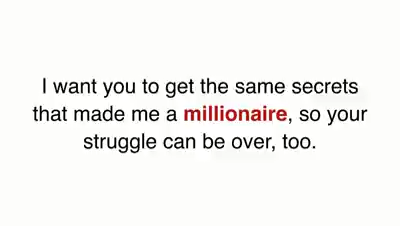 I want you to get the same secrets
that made me a millionaire, so your
struggle can be over, too.